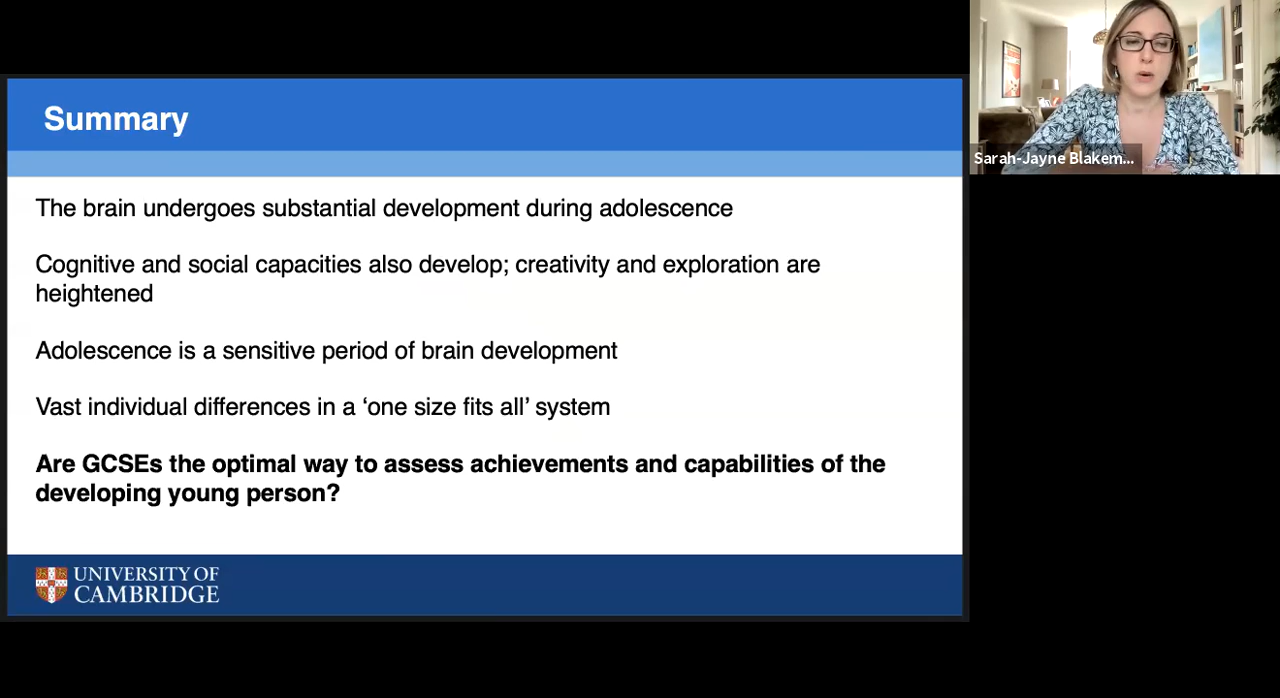 Summary
The brain undergoes substantial development during adolescence
Cognitive and social capacities also develop; creativity and exploration are
heightened
Adolescence is a sensitive period of brain development
Vast individual differences in a ‘one size fits all’ system
Are GCSEs the optimal way to assess achievements and capabilities of the
developing young person?
UNIVERSITY OF
CAMBRIDGE
Sarah-Jayne Blakem...